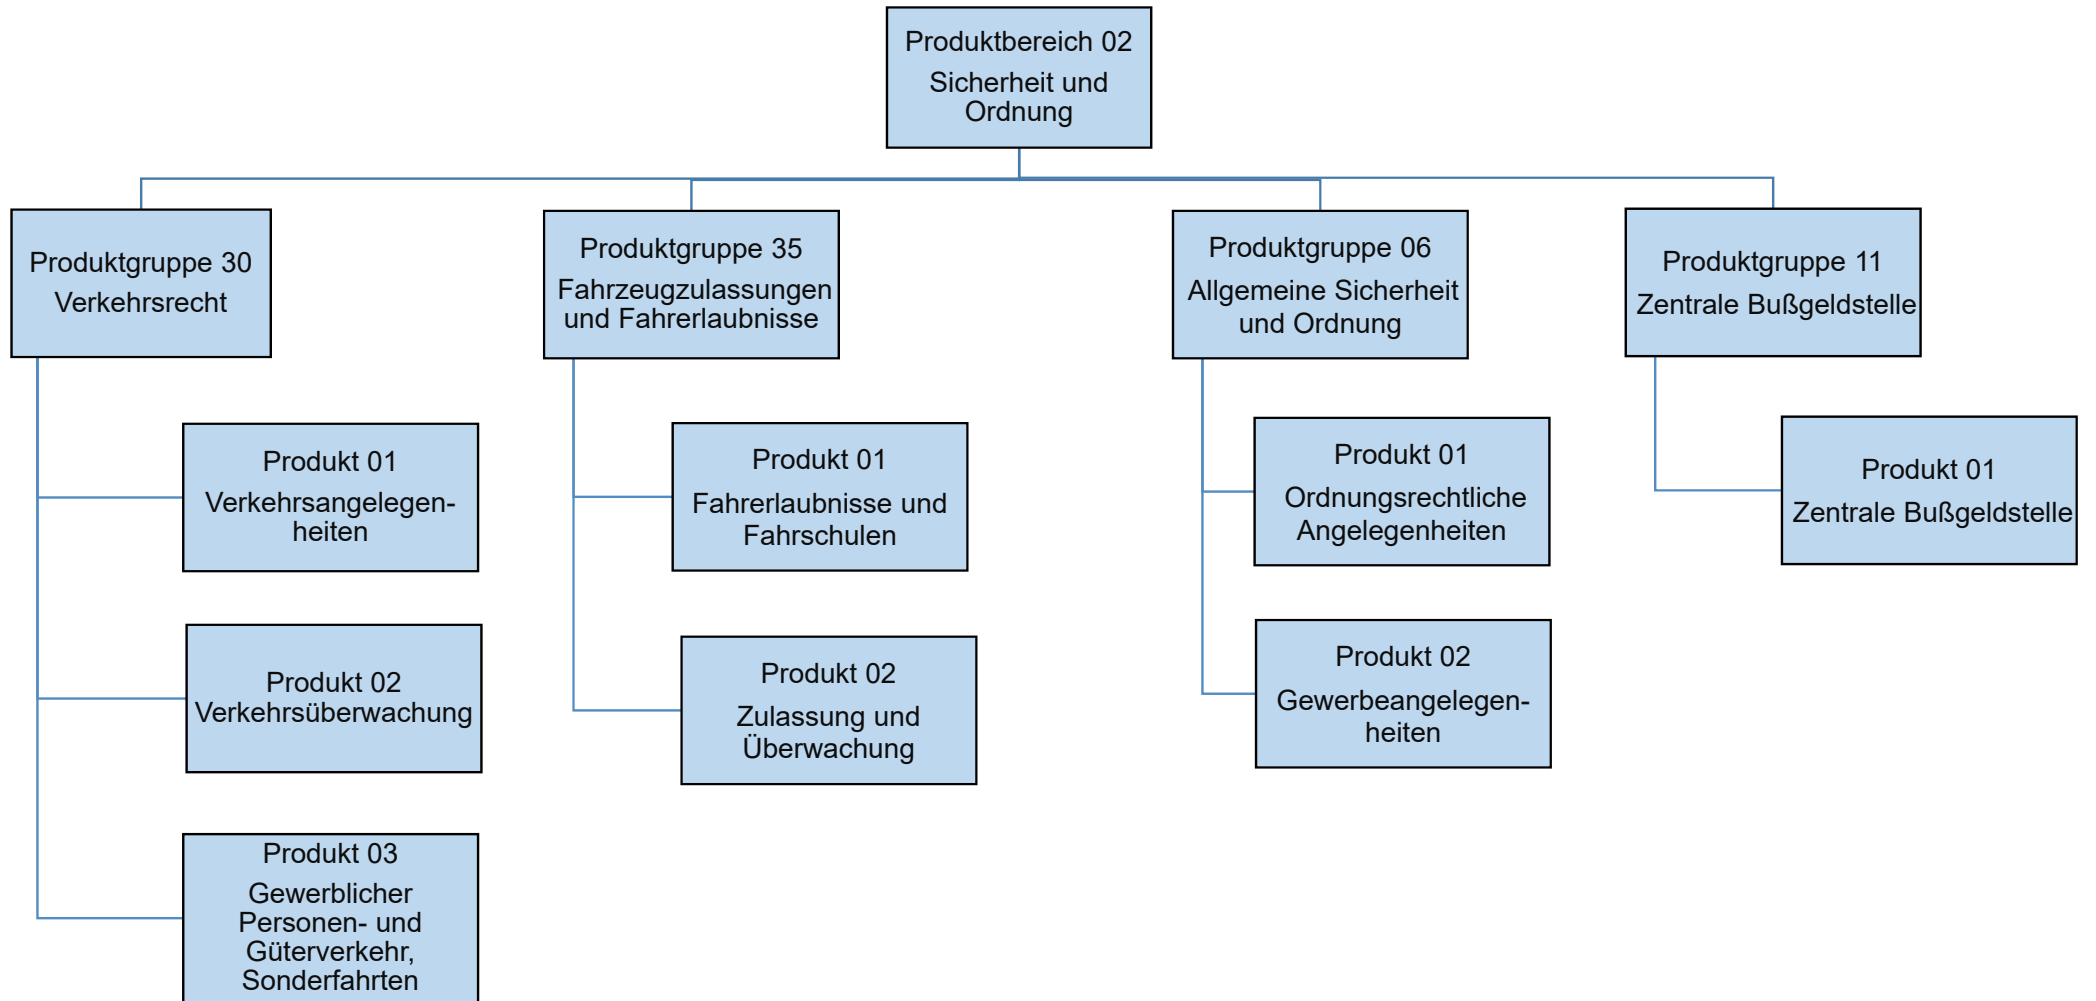 Produktbereich 02
Sicherheit und
Ordnung
Produktgruppe 30
Verkehrsrecht
Produktgruppe 35
Fahrzeugzulassungen
und Fahrerlaubnisse
Produktgruppe 06
Allgemeine Sicherheit
und Ordnung
Produktgruppe 11
Zentrale Bußgeldstelle
Produkt 01
Verkehrsangelegen-
heiten
Produkt 02
Verkehrsüberwachung
Produkt 03
Gewerblicher
Personen- und
Güterverkehr,
Sonderfahrten
Produkt 01
Fahrerlaubnisse und
Fahrschulen
Produkt 02
Zulassung und
Überwachung
Produkt 01
Ordnungsrechtliche
Angelegenheiten
Produkt 02
Gewerbeangelegen-
heiten
Produkt 01
Zentrale Bußgeldstelle